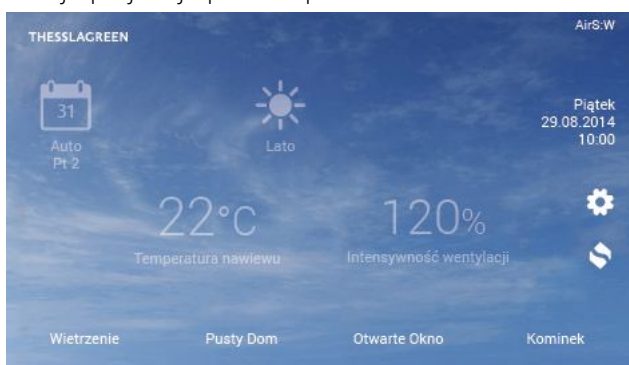 THESSLAGREEN
AirS:W
31
Auto
Pt 2
Lato
Piątek
29.08.2014
10:00
22°C
Temperatura nawiewu
120%
Intensywność wentylacji
Wietrzenie
Pusty Dom
Otwarte Okno
Kominek